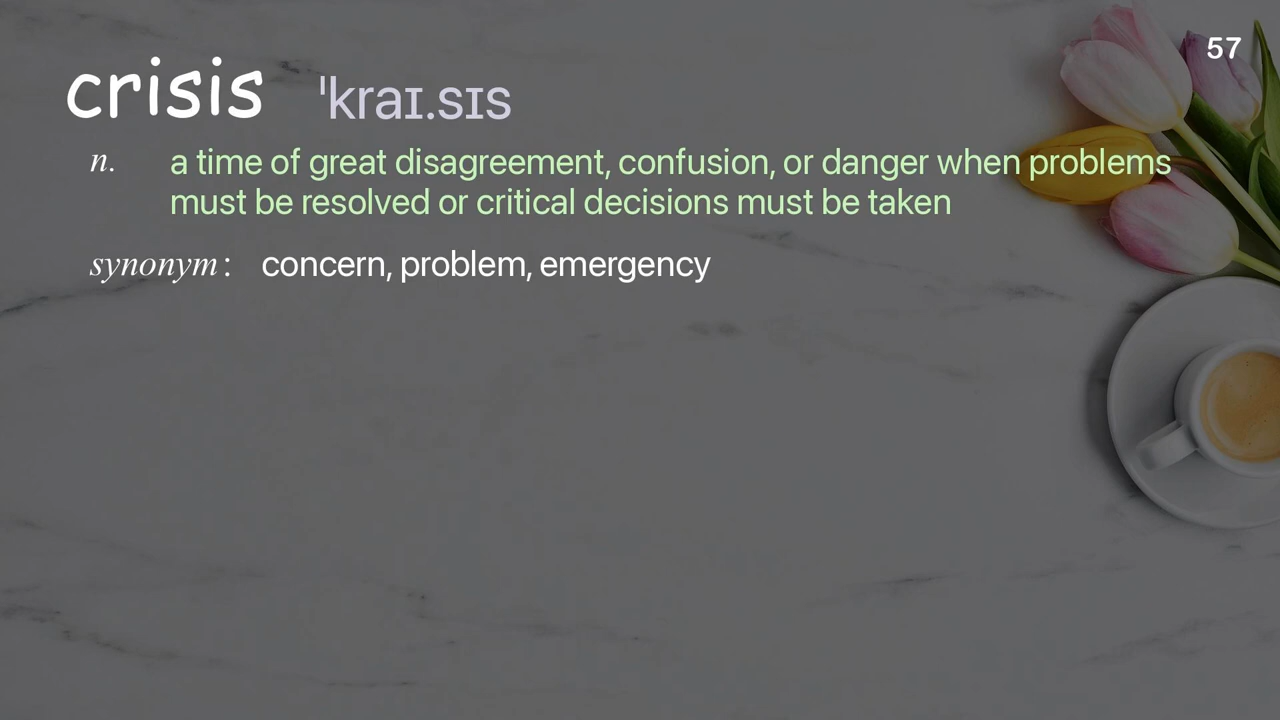 57
crisis ˈkraɪ.sɪs
n. a time of great disagreement, confusion, or danger when problems
must be resolved or critical decisions must be taken
synonym: concern, problem, emergency